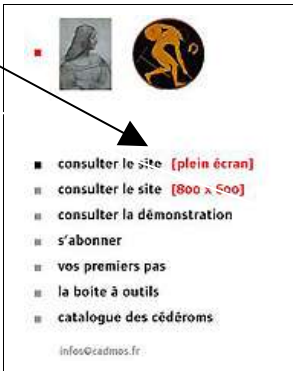 consulter le site [plein écran]
consulter le site [800 x 500]
consulter la démonstration
s'abonner
vos premiers pas
la boite à outils
catalogue des cédéroms
infos@cadmos.fr